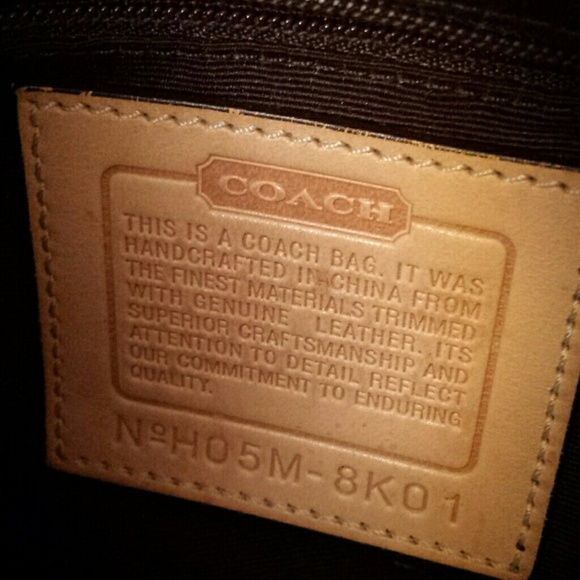 COACH
THIS IS A COACH BAG. IT WAS
HANDCRAFTED IN CHINA FROM
THE FINEST MATERIALS TRIMMED
WITH GENUINE LEATHER. ITS
SUPERIOR CRAFTSMANSHIP AND
ATTENTION TO DETAIL REFLECT
OUR COMMITMENT TO ENDURING
QUALITY.
NºH05M-8K01